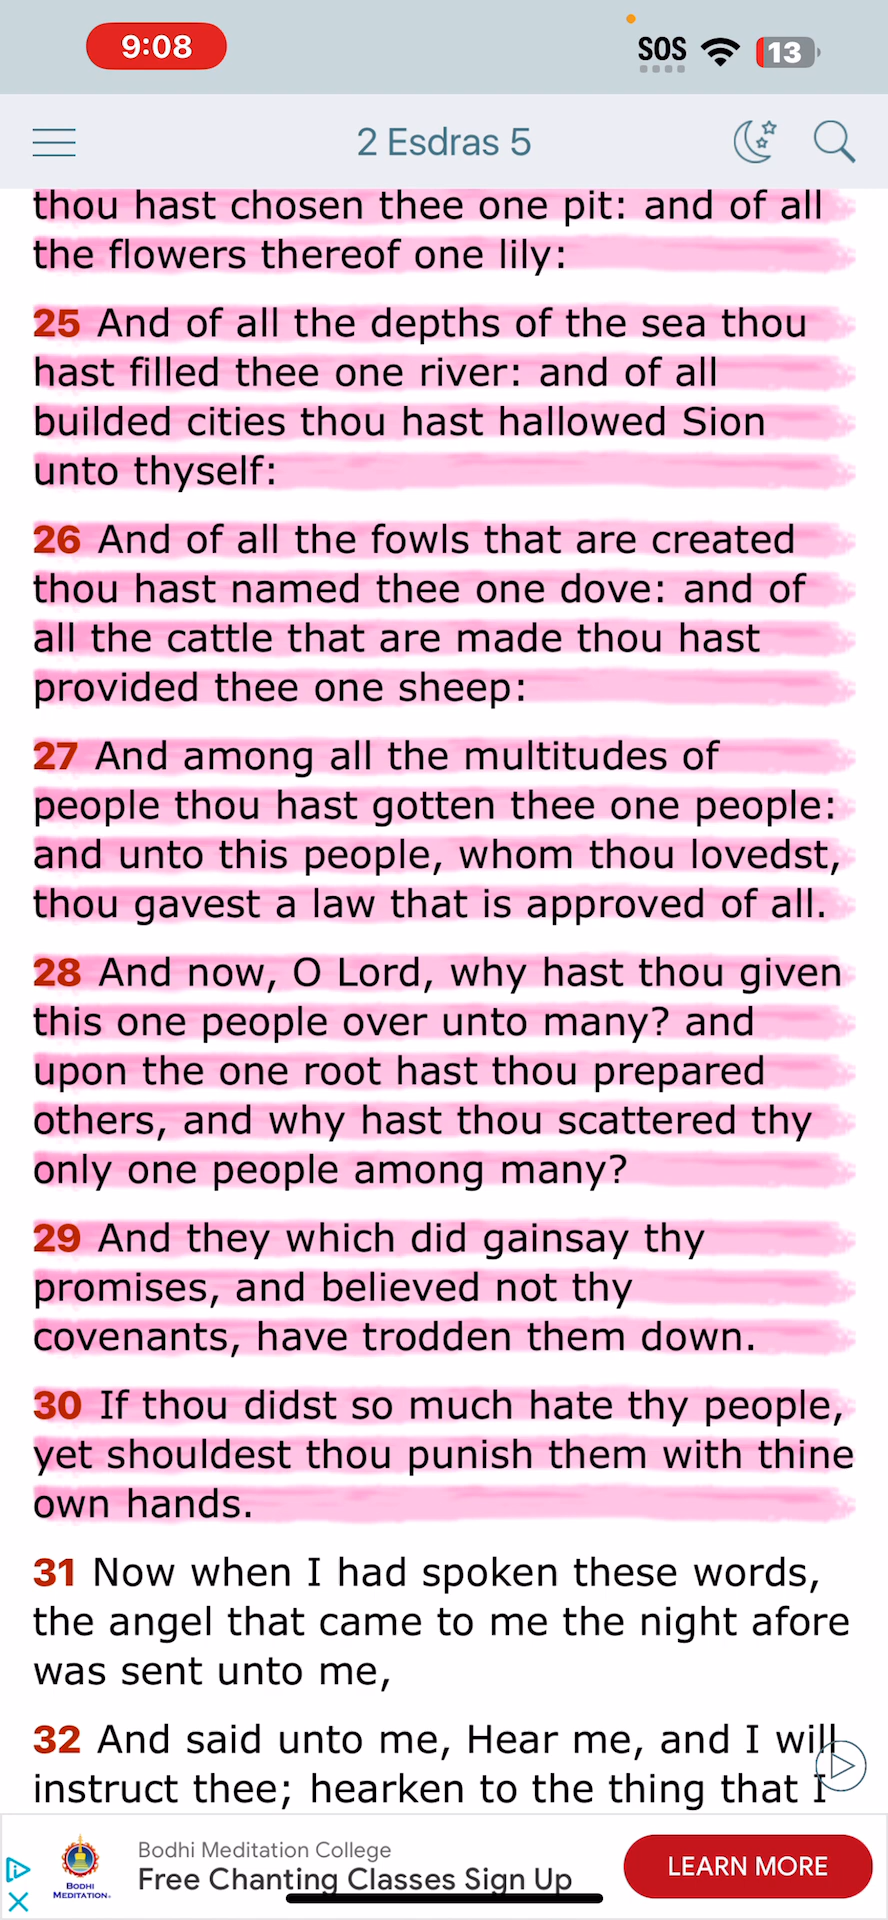 9:08
SOS
13
2 Esdras 5
thou hast chosen thee one pit: and of all
the flowers thereof one lily:
25 And of all the depths of the sea thou
hast filled thee one river: and of all
builded cities thou hast hallowed Sion
unto thyself:
26 And of all the fowls that are created
thou hast named thee one dove: and of
all the cattle that are made thou hast
provided thee one sheep:
27 And among all the multitudes of
people thou hast gotten thee one people:
and unto this people, whom thou lovedst,
thou gavest a law that is approved of all.
28 And now, O Lord, why hast thou given
this one people over unto many? and
upon the one root hast thou prepared
others, and why hast thou scattered thy
only one people among many?
29 And they which did gainsay thy
promises, and believed not thy
covenants, have trodden them down.
30 If thou didst so much hate thy people,
yet shouldest thou punish them with thine
own hands.
31 Now when I had spoken these words,
the angel that came to me the night afore
was sent unto me,
32 And said unto me, Hear me, and I will
instruct thee; hearken to the thing that I
Bodhi Meditation College
Free Chanting Classes Sign Up
LEARN MORE
BODHI
MEDITATION.